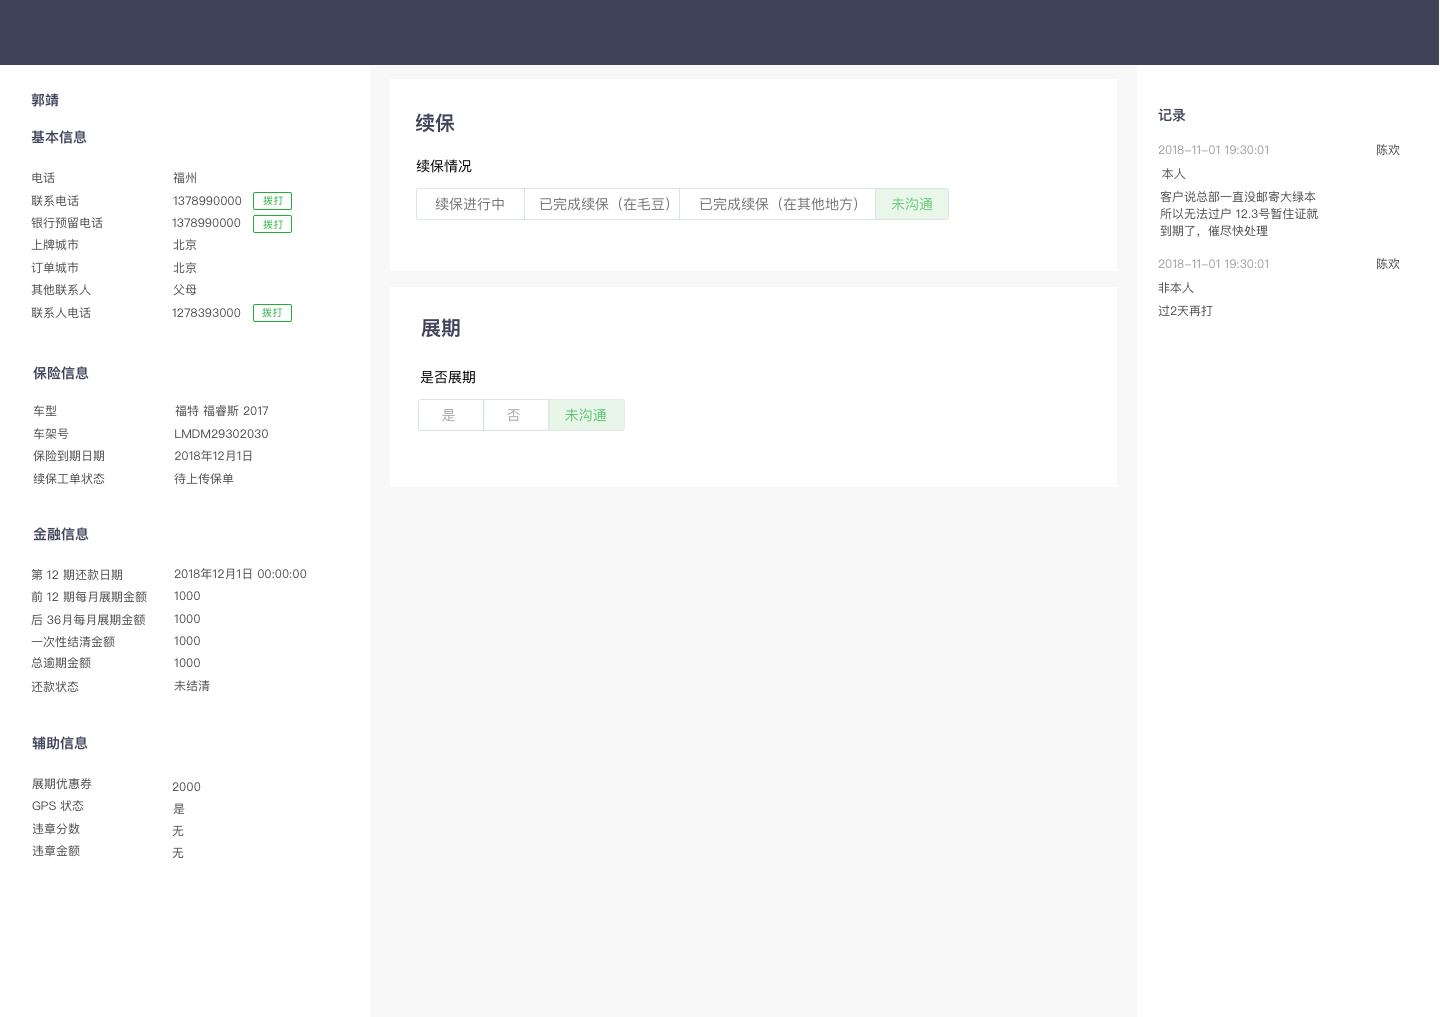 郭靖
基本信息
电话 福州
联系电话 1378990000 拨打
银行预留电话 1378990000 拨打
上牌城市 北京
订单城市 北京
其他联系人 父母
联系人电话 1278393000 拨打
保险信息
车型 福特 福睿斯 2017
车架号 LMDM29302030
保险到期日期 2018年12月1日
续保工单状态 待上传保单
金融信息
第 12 期还款日期 2018年12月1日 00:00:00
前 12 期每月展期金额 1000
后 36月每月展期金额 1000
一次性结清金额 1000
总逾期金额 1000
还款状态 未结清
辅助信息
展期优惠券 2000
GPS 状态 是
违章分数 无
违章金额 无
续保
续保情况
续保进行中 已完成续保（在毛豆） 已完成续保（在其他地方） 未沟通
展期
是否展期
是 否 未沟通
记录
2018-11-01 19:30:01 陈欢
本人
客户说总部一直没邮寄大绿本
所以无法过户 12.3号暂住证就
到期了，催尽快处理
2018-11-01 19:30:01 陈欢
非本人
过2天再打